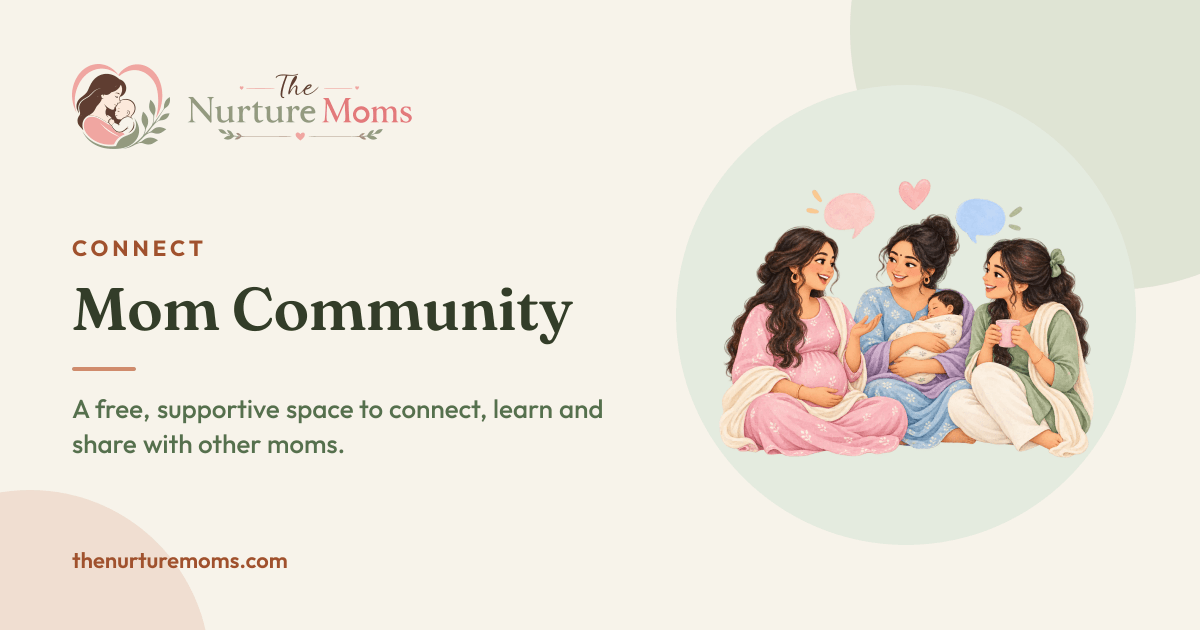 The
Nurture Moms
CONNECT
Mom Community
A free, supportive space to connect, learn and
share with other moms.
thenurturemoms.com